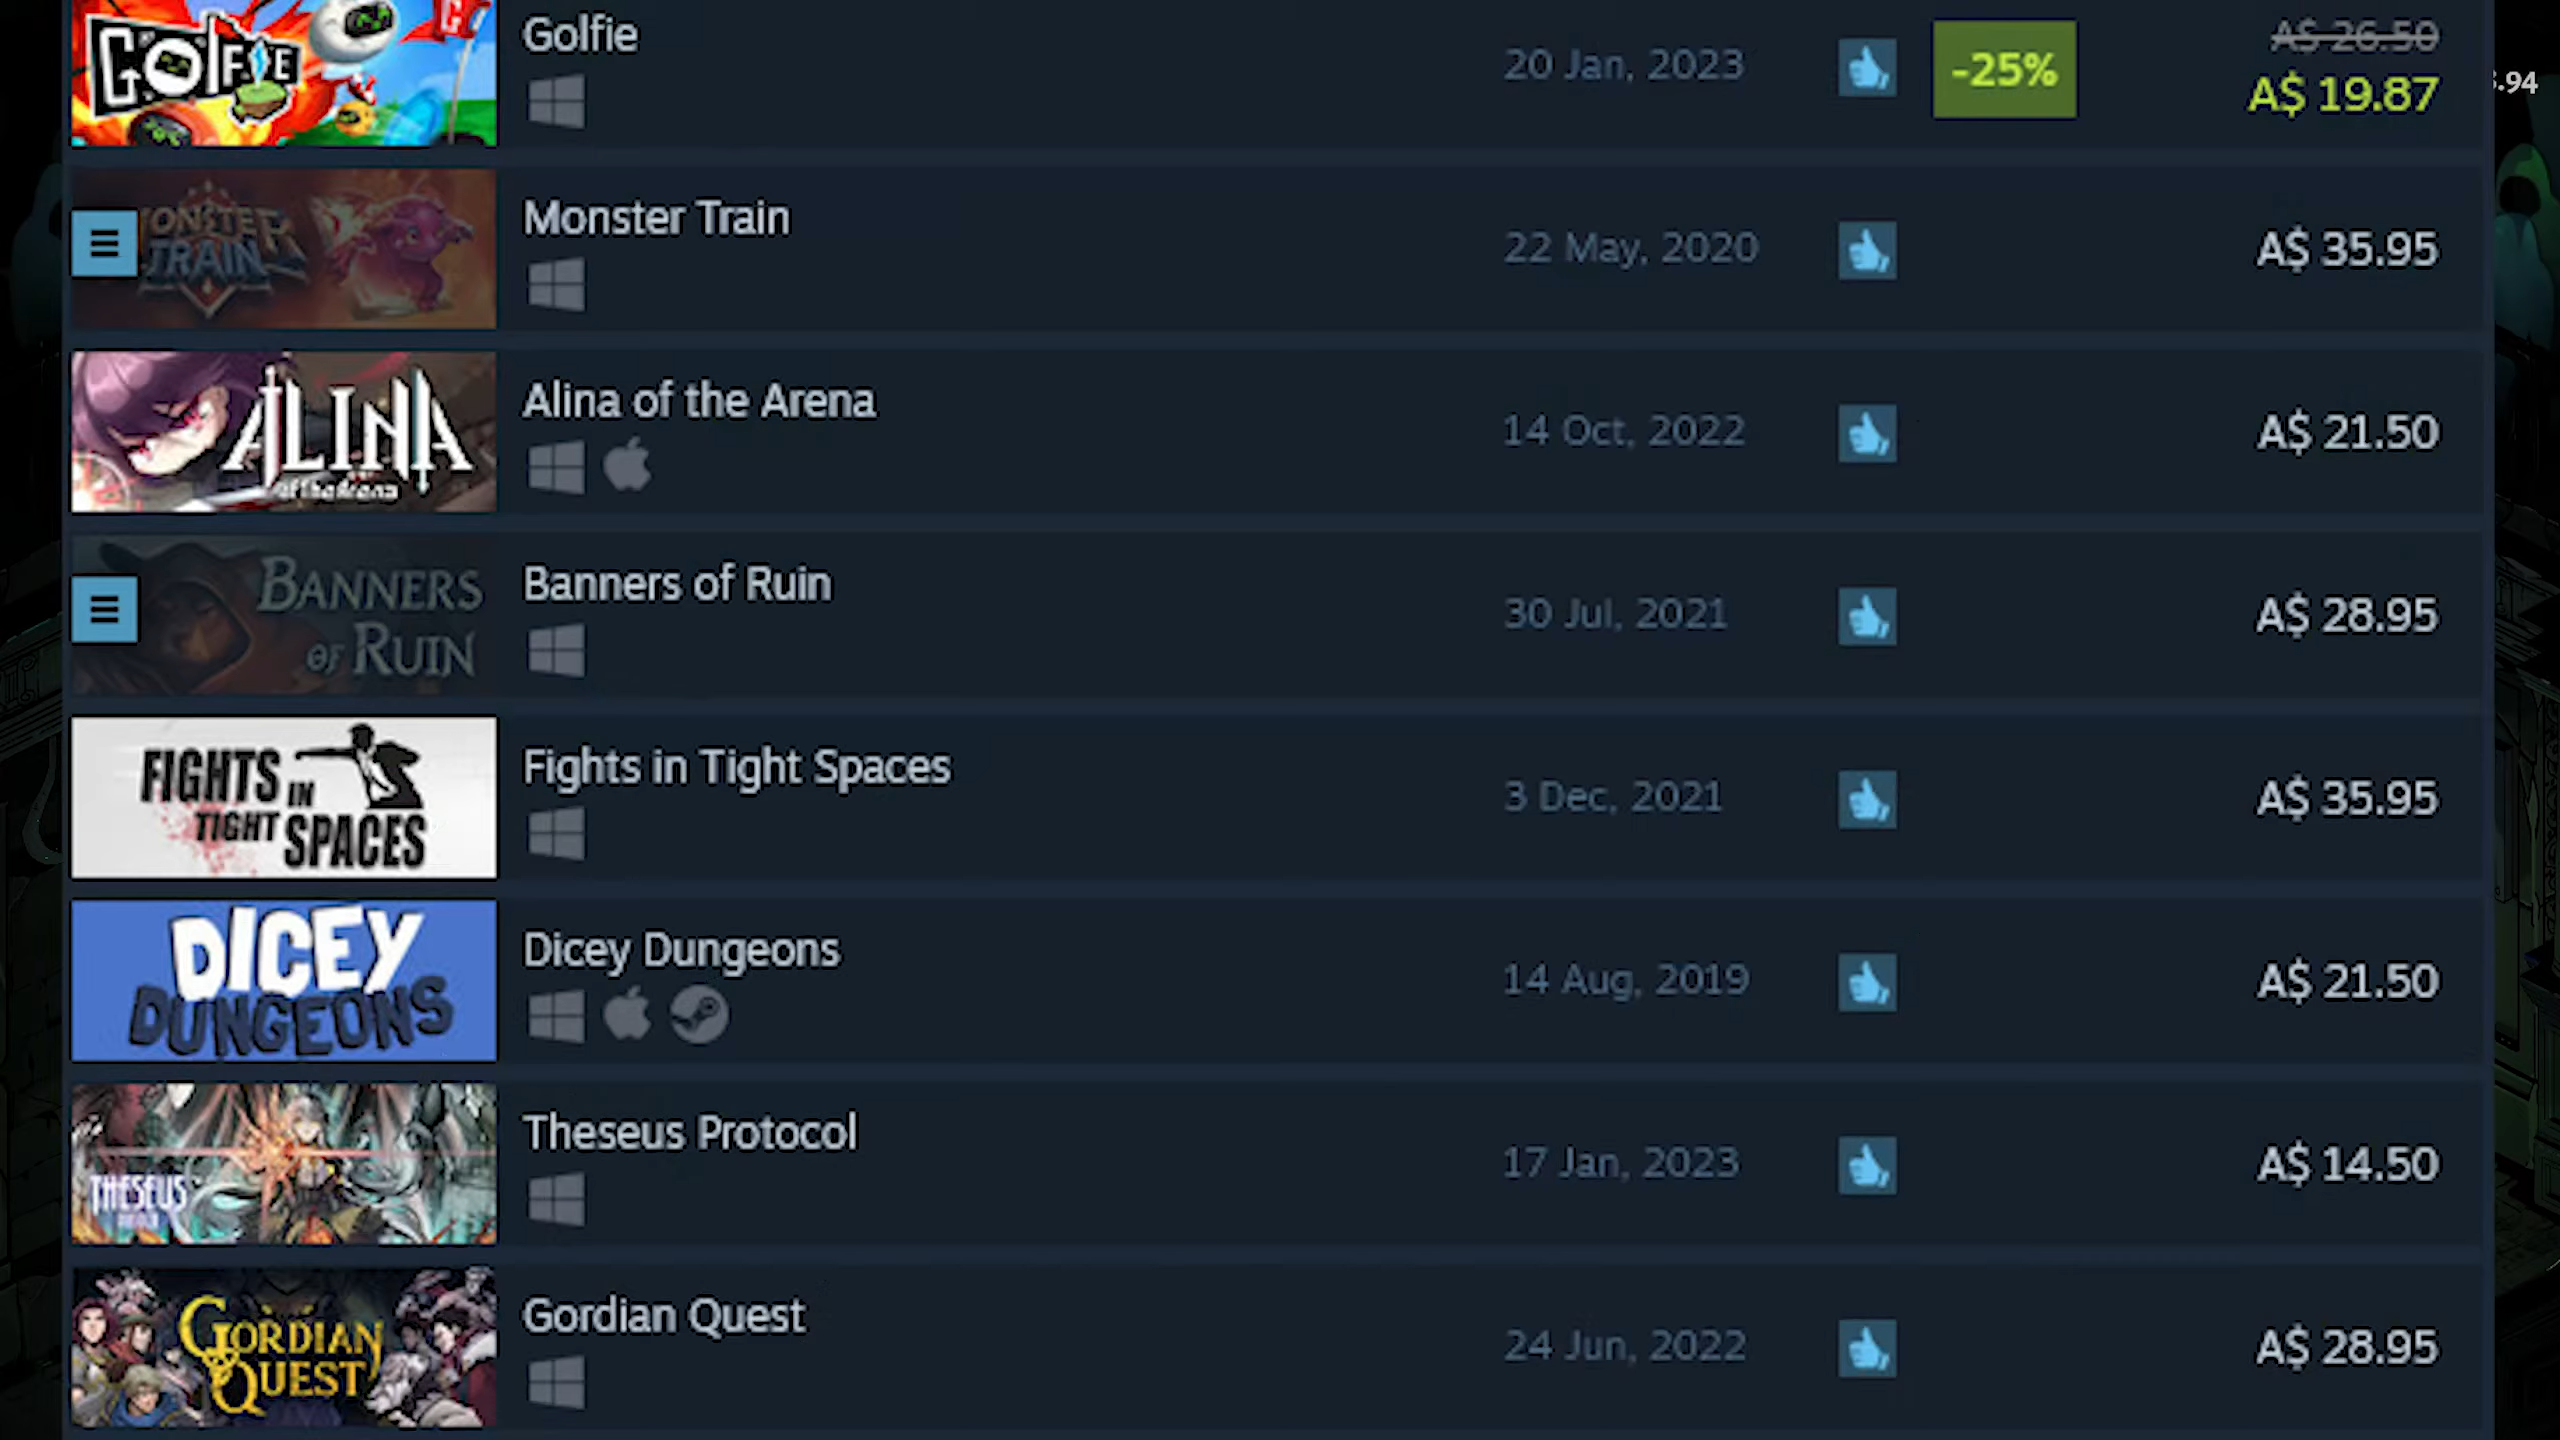 GOLFIE
Golfie
20 Jan, 2023
-25%
A$ 26.50
A$ 19.87
.94
MONSTER TRAIN
Monster Train
22 May, 2020
A$ 35.95
ALINA
of the Arena
Alina of the Arena
14 Oct, 2022
A$ 21.50
BANNERS
OF RUIN
Banners of Ruin
30 Jul, 2021
A$ 28.95
FIGHTS IN
TIGHT SPACES
Fights in Tight Spaces
3 Dec, 2021
A$ 35.95
DICEY
DUNGEONS
Dicey Dungeons
14 Aug, 2019
A$ 21.50
THESEUS
Theseus Protocol
17 Jan, 2023
A$ 14.50
GORDIAN
QUEST
Gordian Quest
24 Jun, 2022
A$ 28.95